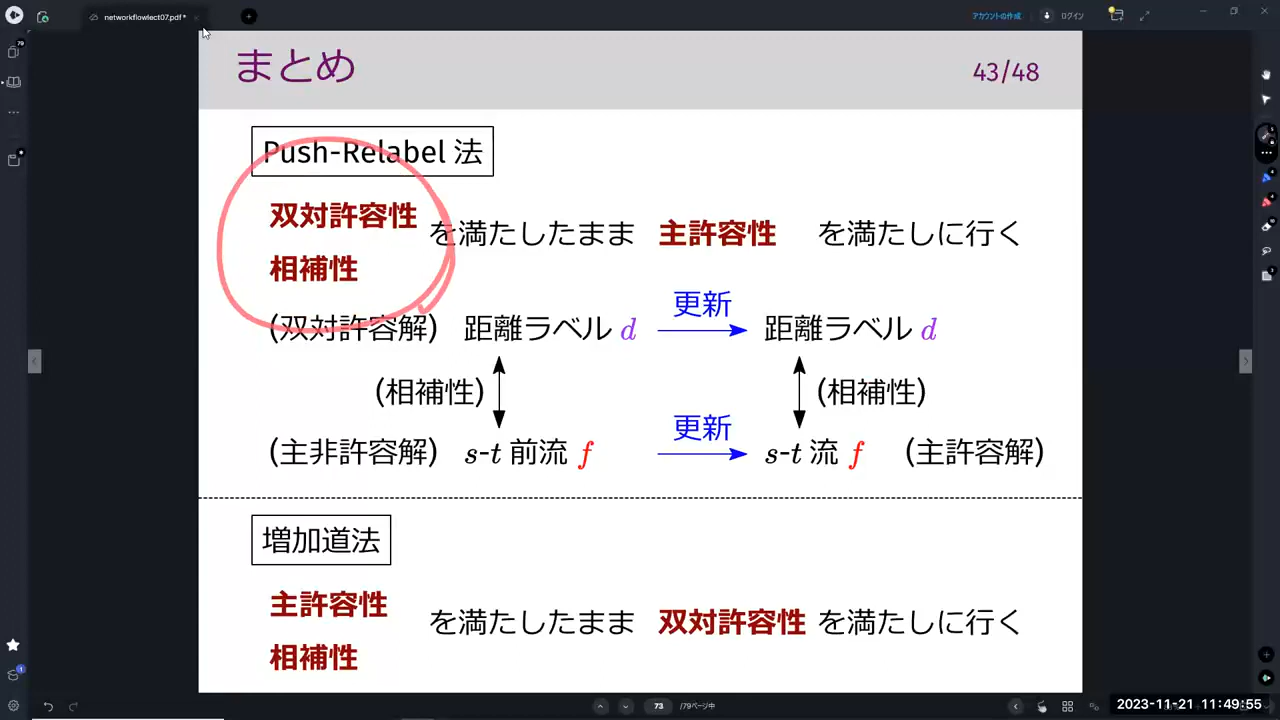 networkflowlect07.pdf *
アカウントの作成
ログイン
まとめ
43/48
Push-Relabel 法
双対許容性
相補性
を満たしたまま 主許容性 を満たしに行く
更新
(双対許容解) 距離ラベル d 距離ラベル d
(相補性) (相補性)
更新
(主非許容解) s-t 前流 f s-t 流 f (主許容解)
増加道法
主許容性
相補性
を満たしたまま 双対許容性 を満たしに行く
73 /79ページ中
2023-11-21 11:49:55